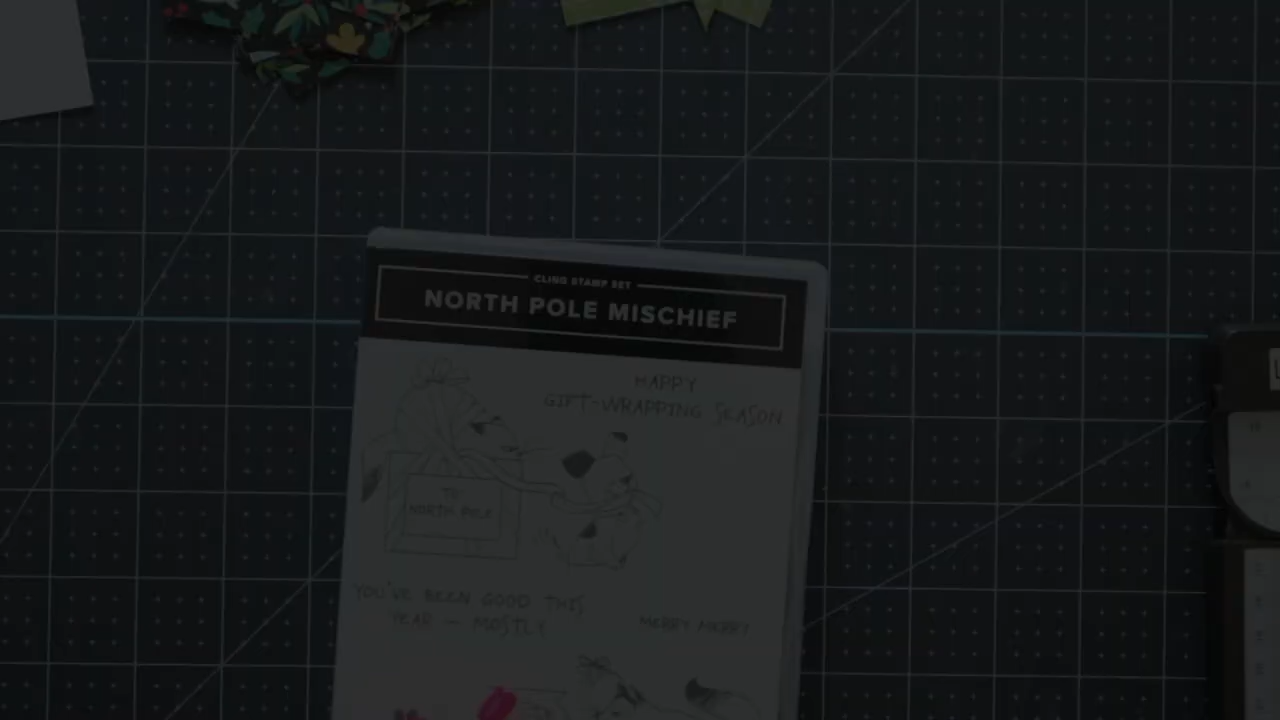 CLING STAMP SET
NORTH POLE MISCHIEF
HAPPY
GIFT-WRAPPING SEASON
TO
NORTH POLE
YOU'VE BEEN GOOD THIS
YEAR — MOSTLY
MERRY MERRY